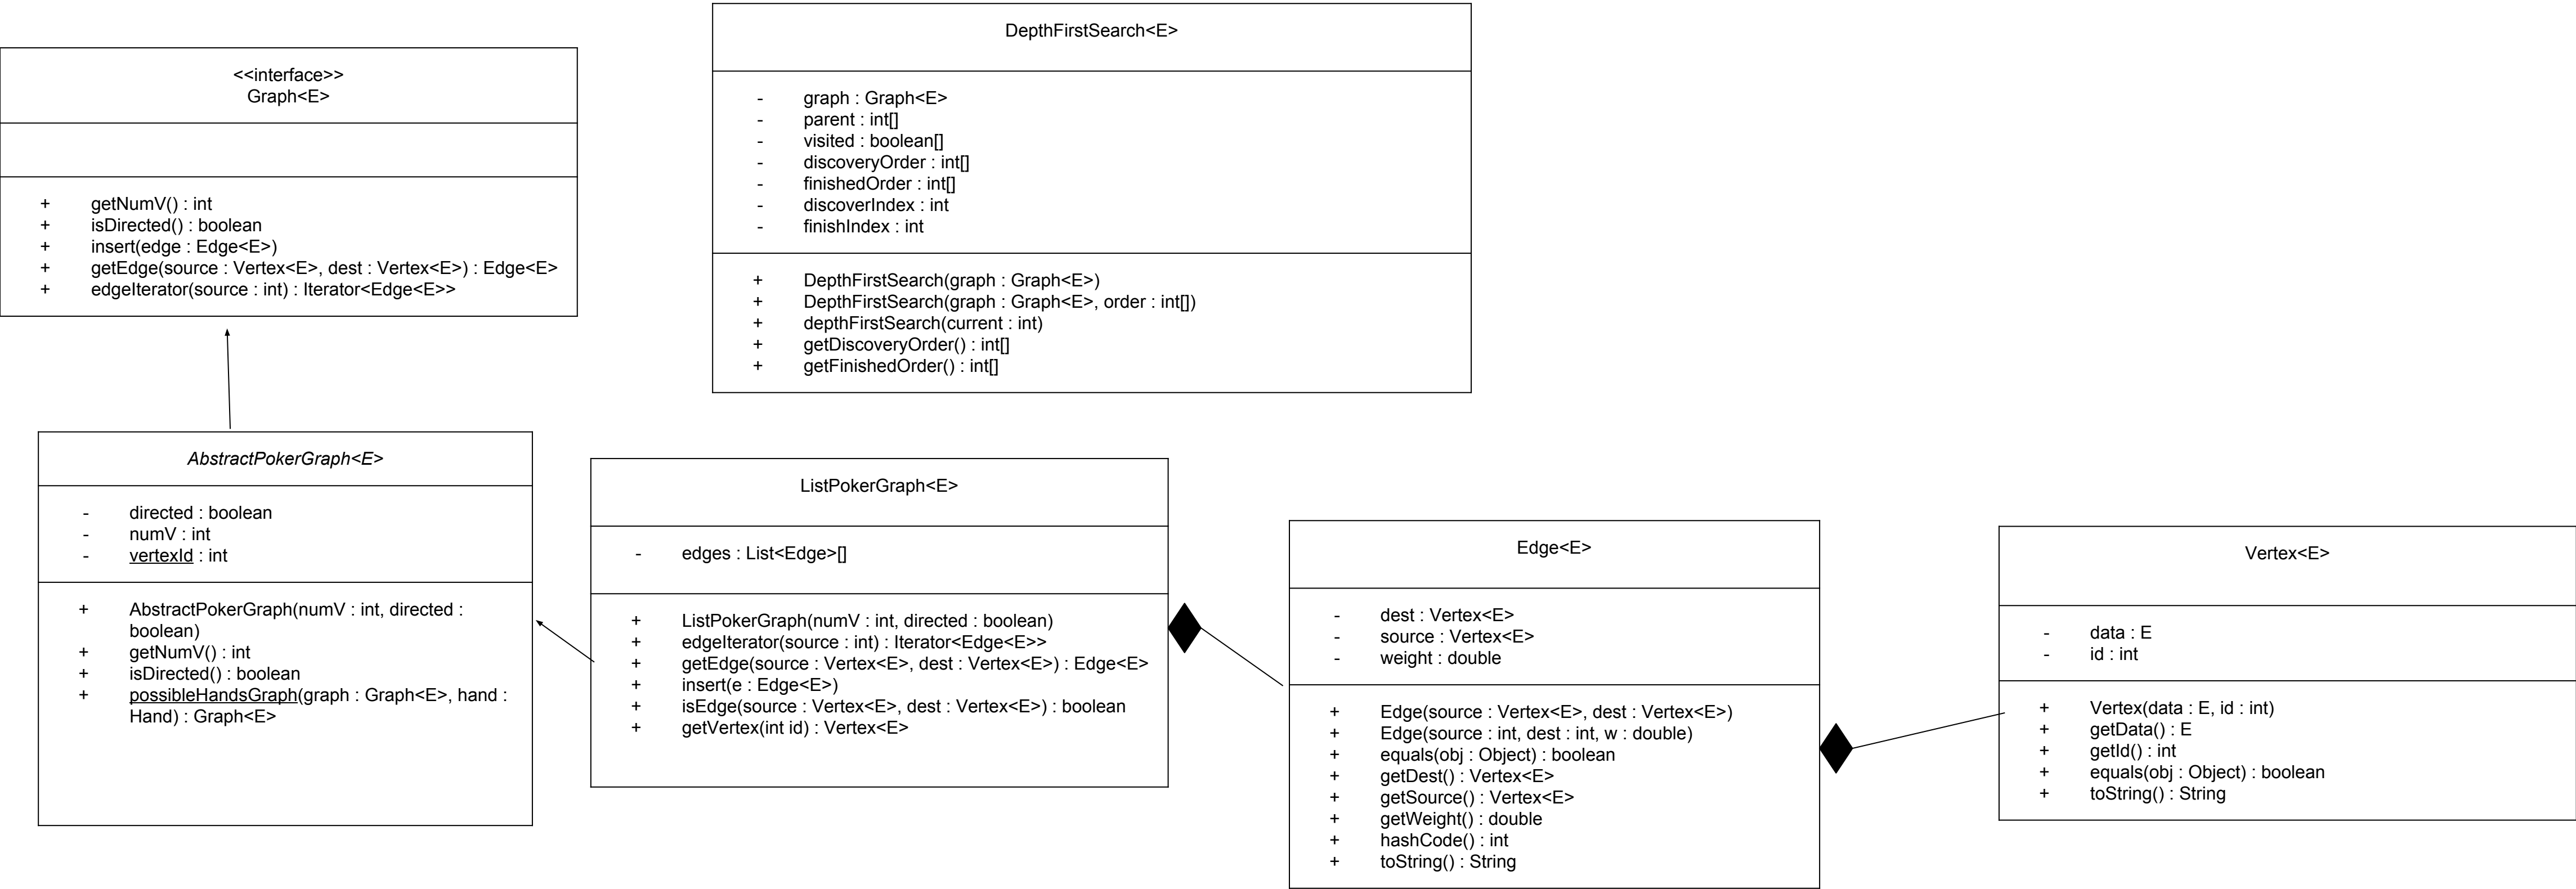 <<interface>>
Graph<E>
+ getNumV() : int
+ isDirected() : boolean
+ insert(edge : Edge<E>)
+ getEdge(source : Vertex<E>, dest : Vertex<E>) : Edge<E>
+ edgeIterator(source : int) : Iterator<Edge<E>>
DepthFirstSearch<E>
- graph : Graph<E>
- parent : int[]
- visited : boolean[]
- discoveryOrder : int[]
- finishedOrder : int[]
- discoverIndex : int
- finishIndex : int
+ DepthFirstSearch(graph : Graph<E>)
+ DepthFirstSearch(graph : Graph<E>, order : int[])
+ depthFirstSearch(current : int)
+ getDiscoveryOrder() : int[]
+ getFinishedOrder() : int[]
AbstractPokerGraph<E>
- directed : boolean
- numV : int
- vertexId : int
+ AbstractPokerGraph(numV : int, directed :
boolean)
+ getNumV() : int
+ isDirected() : boolean
+ possibleHandsGraph(graph : Graph<E>, hand :
Hand) : Graph<E>
ListPokerGraph<E>
- edges : List<Edge>[]
+ ListPokerGraph(numV : int, directed : boolean)
+ edgeIterator(source : int) : Iterator<Edge<E>>
+ getEdge(source : Vertex<E>, dest : Vertex<E>) : Edge<E>
+ insert(e : Edge<E>)
+ isEdge(source : Vertex<E>, dest : Vertex<E>) : boolean
+ getVertex(int id) : Vertex<E>
Edge<E>
- dest : Vertex<E>
- source : Vertex<E>
- weight : double
+ Edge(source : Vertex<E>, dest : Vertex<E>)
+ Edge(source : int, dest : int, w : double)
+ equals(obj : Object) : boolean
+ getDest() : Vertex<E>
+ getSource() : Vertex<E>
+ getWeight() : double
+ hashCode() : int
+ toString() : String
Vertex<E>
- data : E
- id : int
+ Vertex(data : E, id : int)
+ getData() : E
+ getId() : int
+ equals(obj : Object) : boolean
+ toString() : String